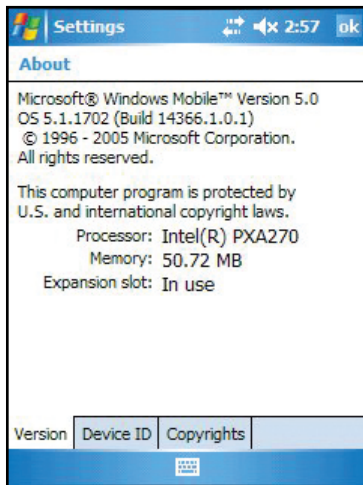 Settings 2:57 ok
About
Microsoft® Windows Mobile™ Version 5.0
OS 5.1.1702 (Build 14366.1.0.1)
© 1996 - 2005 Microsoft Corporation.
All rights reserved.
This computer program is protected by
U.S. and international copyright laws.
Processor: Intel(R) PXA270
Memory: 50.72 MB
Expansion slot: In use
Version Device ID Copyrights